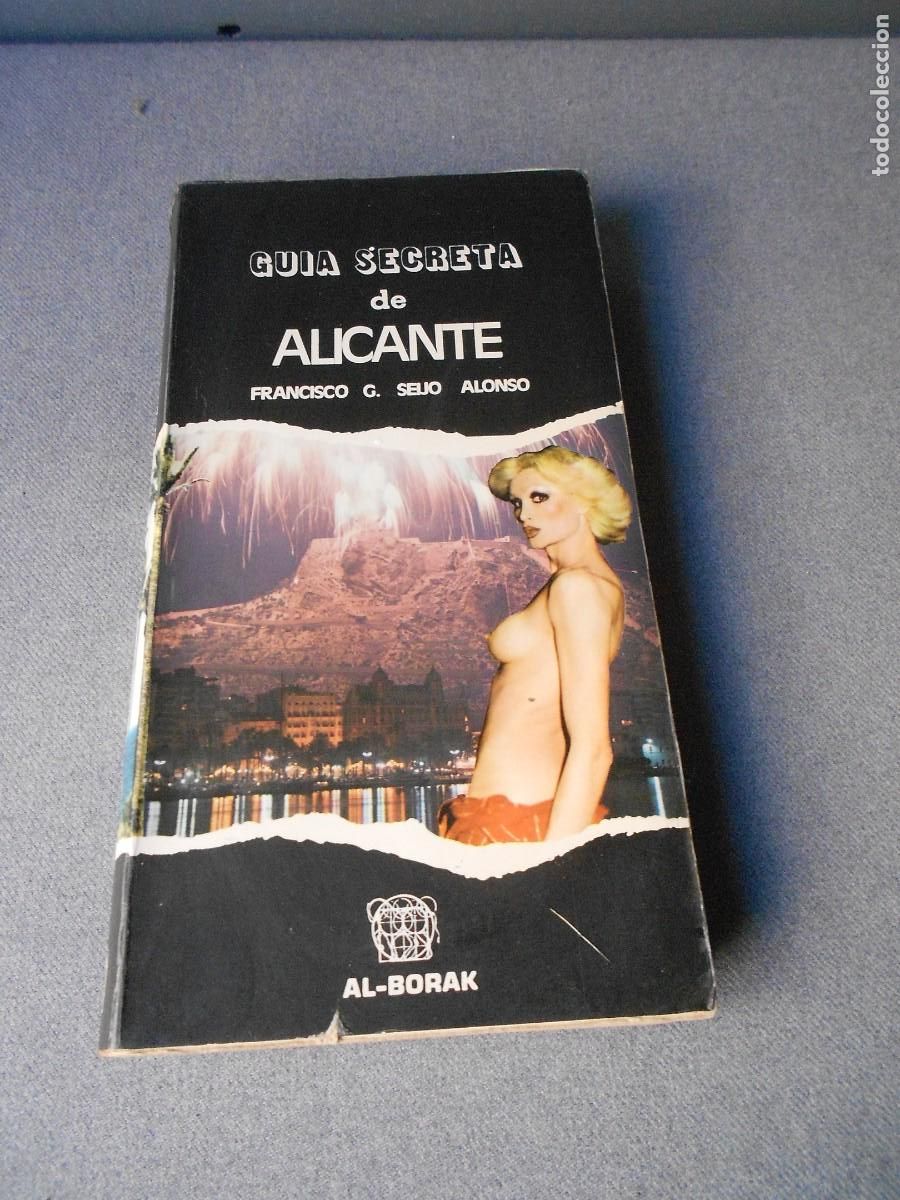 GUIA SECRETA
de
ALICANTE
FRANCISCO G. SEIJO ALONSO
AL-BORAK
todocoleccion